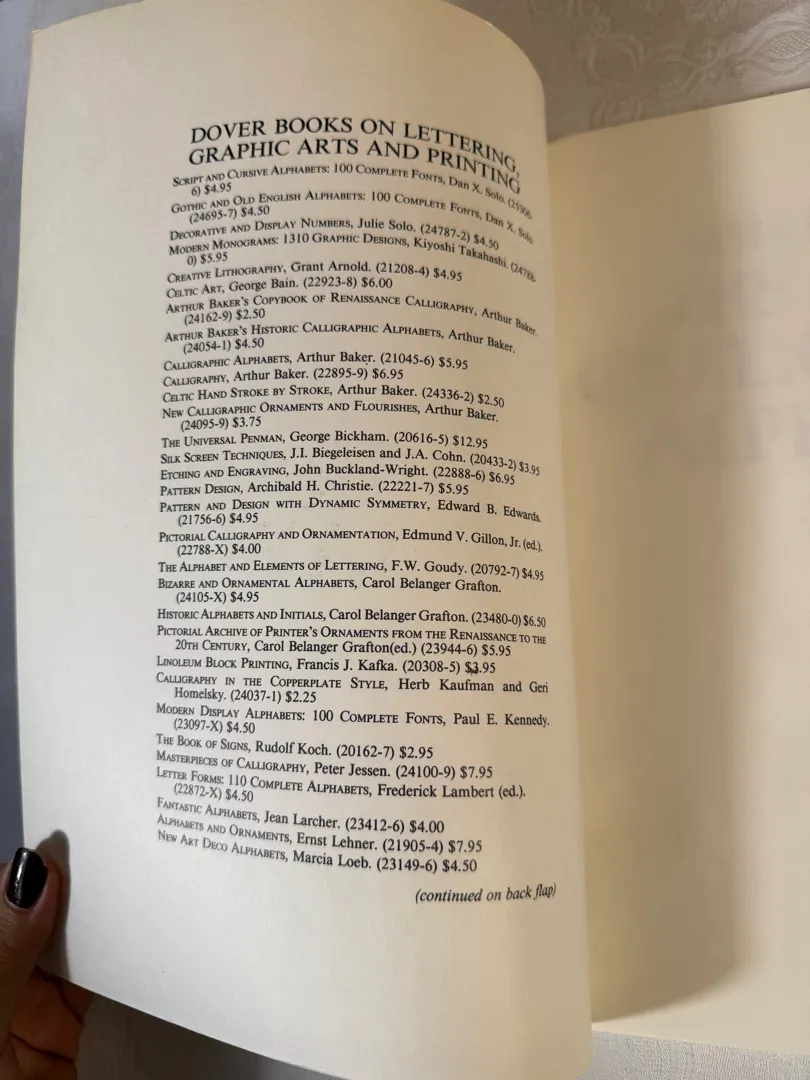 DOVER BOOKS ON LETTERING,
GRAPHIC ARTS AND PRINTING
SCRIPT AND CURSIVE ALPHABETS: 100 COMPLETE FONTS, Dan X. Solo.
6) $4.95
GOTHIC AND OLD ENGLISH ALPHABETS: 100 COMPLETE FONTS, Dan X. Solo.
(24695-7) $4.50
DECORATIVE AND DISPLAY NUMBERS, Julie Solo. (24787-2) $4.50
MODERN MONOGRAMS: 1310 GRAPHIC DESIGNS, Kiyoshi Takahashi. (24788-
0) $5.95
CREATIVE LITHOGRAPHY, Grant Arnold. (21208-4) $4.95
CELTIC ART, George Bain. (22923-8) $6.00
ARTHUR BAKER'S COPYBOOK OF RENAISSANCE CALLIGRAPHY, Arthur Baker.
(24162-9) $2.50
ARTHUR BAKER'S HISTORIC CALLIGRAPHIC ALPHABETS, Arthur Baker.
(24054-1) $4.50
CALLIGRAPHIC ALPHABETS, Arthur Baker. (21045-6) $5.95
CALLIGRAPHY, Arthur Baker. (22895-9) $6.95
CELTIC HAND STROKE BY STROKE, Arthur Baker. (24336-2) $2.50
NEW CALLIGRAPHIC ORNAMENTS AND FLOURISHES, Arthur Baker.
(24095-9) $3.75
THE UNIVERSAL PENMAN, George Bickham. (20616-5) $12.95
SILK SCREEN TECHNIQUES, J.I. Biegeleisen and J.A. Cohn. (20433-2) $3.95
ETCHING AND ENGRAVING, John Buckland-Wright. (22888-6) $6.95
PATTERN DESIGN, Archibald H. Christie. (22221-7) $5.95
PATTERN AND DESIGN WITH DYNAMIC SYMMETRY, Edward B. Edwards.
(21756-6) $4.95
PICTORIAL CALLIGRAPHY AND ORNAMENTATION, Edmund V. Gillon, Jr. (ed.).
(22788-X) $4.00
THE ALPHABET AND ELEMENTS OF LETTERING, F.W. Goudy. (20792-7) $4.95
BIZARRE AND ORNAMENTAL ALPHABETS, Carol Belanger Grafton.
(24105-X) $4.95
HISTORIC ALPHABETS AND INITIALS, Carol Belanger Grafton. (23480-0) $6.50
PICTORIAL ARCHIVE OF PRINTER'S ORNAMENTS FROM THE RENAISSANCE TO THE
20TH CENTURY, Carol Belanger Grafton(ed.) (23944-6) $5.95
LINOLEUM BLOCK PRINTING, Francis J. Kafka. (20308-5) $3.95
CALLIGRAPHY IN THE COPPERPLATE STYLE, Herb Kaufman and Geri
Homelsky. (24037-1) $2.25
MODERN DISPLAY ALPHABETS: 100 COMPLETE FONTS, Paul E. Kennedy.
(23097-X) $4.50
THE BOOK OF SIGNS, Rudolf Koch. (20162-7) $2.95
MASTERPIECES OF CALLIGRAPHY, Peter Jessen. (24100-9) $7.95
LETTER FORMS: 110 COMPLETE ALPHABETS, Frederick Lambert (ed.).
(22872-X) $4.50
FANTASTIC ALPHABETS, Jean Larcher. (23412-6) $4.00
ALPHABETS AND ORNAMENTS, Ernst Lehner. (21905-4) $7.95
NEW ART DECO ALPHABETS, Marcia Loeb. (23149-6) $4.50
(continued on back flap)